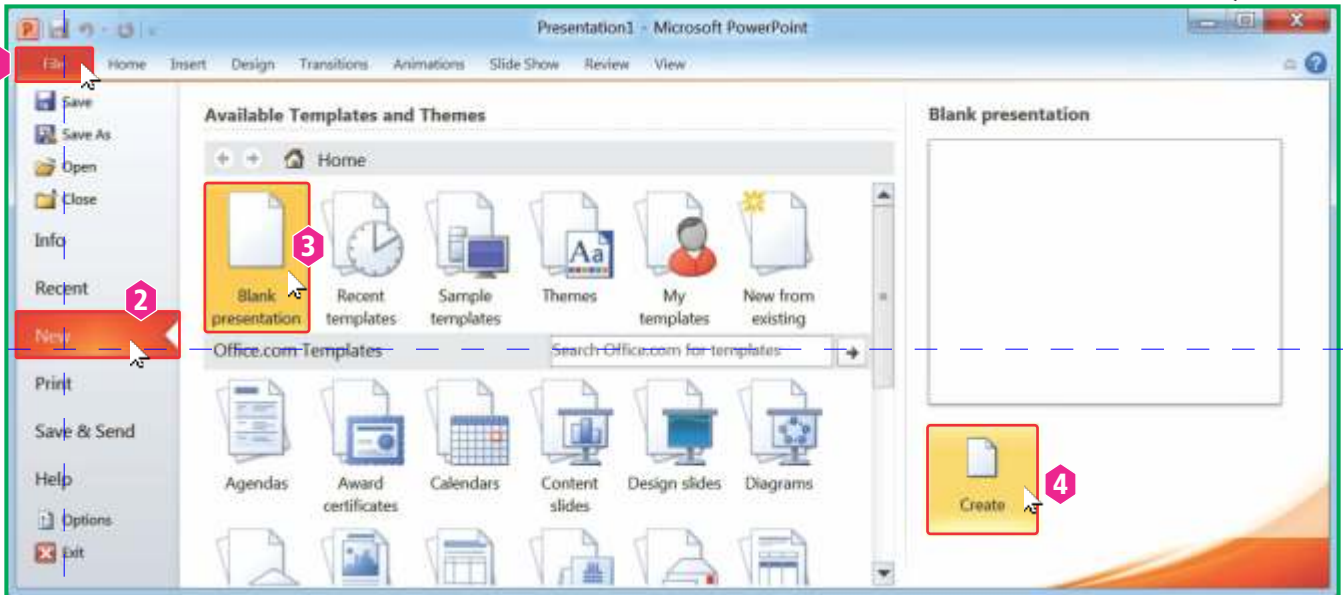 Presentation1 - Microsoft PowerPoint
File Home Insert Design Transitions Animations Slide Show Review View
Save
Save As
Open
Close
Info
Recent
2
New
Print
Save & Send
Help
Options
Exit
Available Templates and Themes
Home
3
Blank presentation
Recent templates
Sample templates
Aa
Themes
My templates
New from existing
Office.com Templates
Search Office.com for templates
Agendas
Award certificates
Calendars
Content slides
Design slides
Diagrams
Blank presentation
4
Create